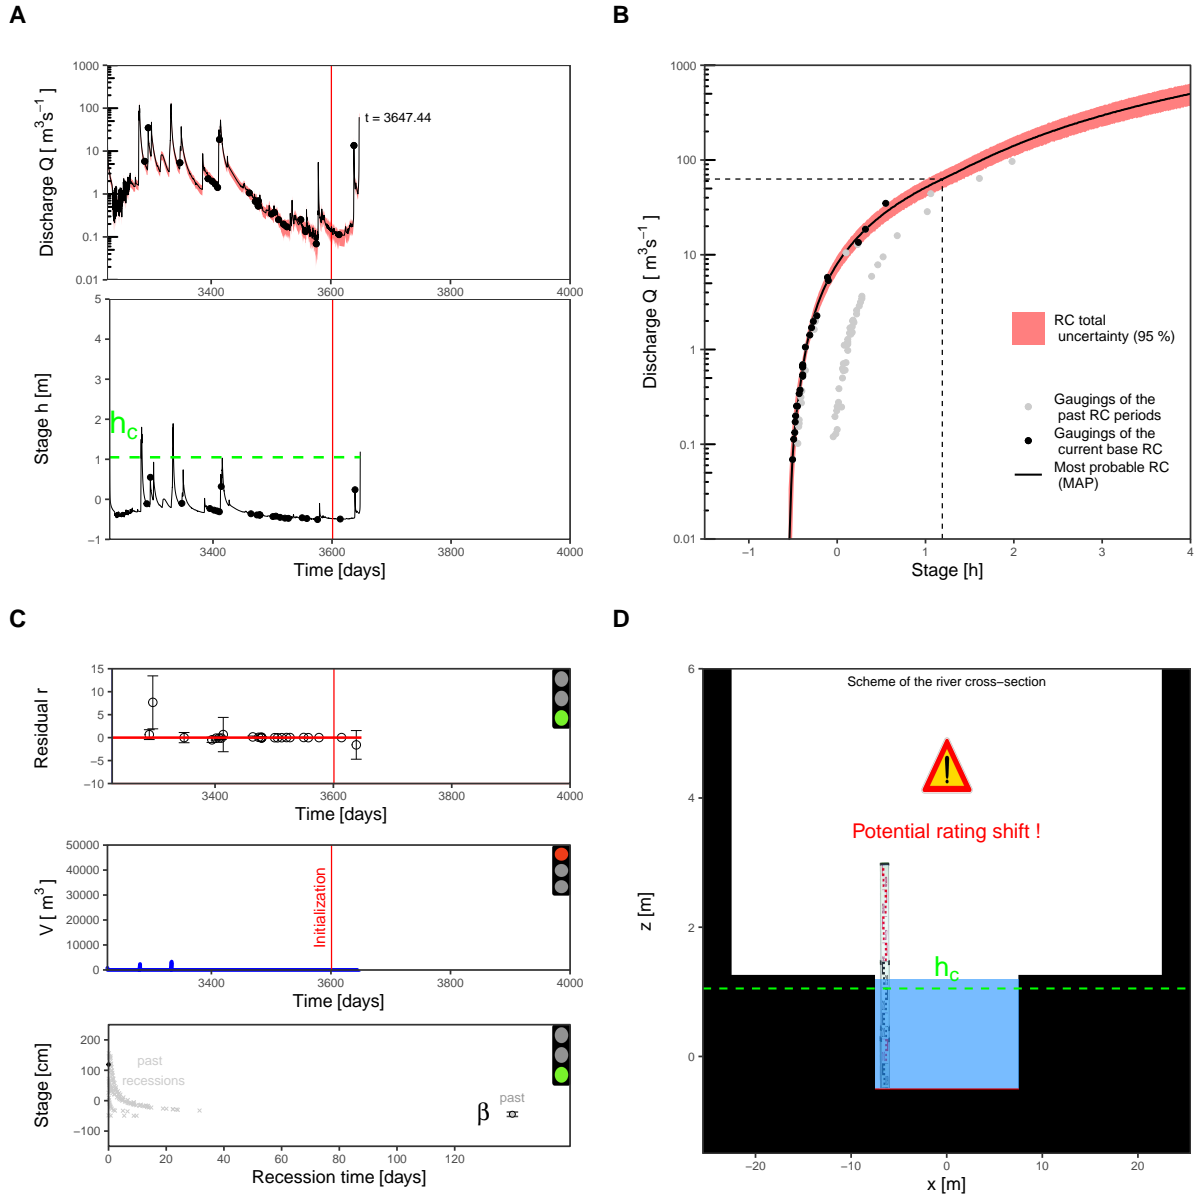 A
1000
100
10
1
0.1
0.01
Discharge Q [ m³s⁻¹]
t = 3647.44
3400
3600
3800
4000
5
4
3
2
1
0
−1
Stage h [m]
hc
3400
3600
3800
4000
Time [days]
B
1000
100
10
1
0.1
0.01
Discharge Q [ m³s⁻¹]
RC total
uncertainty (95 %)
Gaugings of the
past RC periods
Gaugings of the
current base RC
Most probable RC
(MAP)
−1
0
1
2
3
4
Stage [h]
C
15
10
5
0
−5
−10
Residual r
3400
3600
3800
4000
Time [days]
50000
40000
30000
20000
10000
0
V [ m³]
Initialization
3400
3600
3800
4000
Time [days]
200
100
0
−100
Stage [cm]
past
recessions
past
β
0
20
40
60
80
100
120
Recession time [days]
D
Scheme of the river cross−section
!
Potential rating shift !
hc
6
4
2
0
z [m]
−20
−10
0
10
20
x [m]